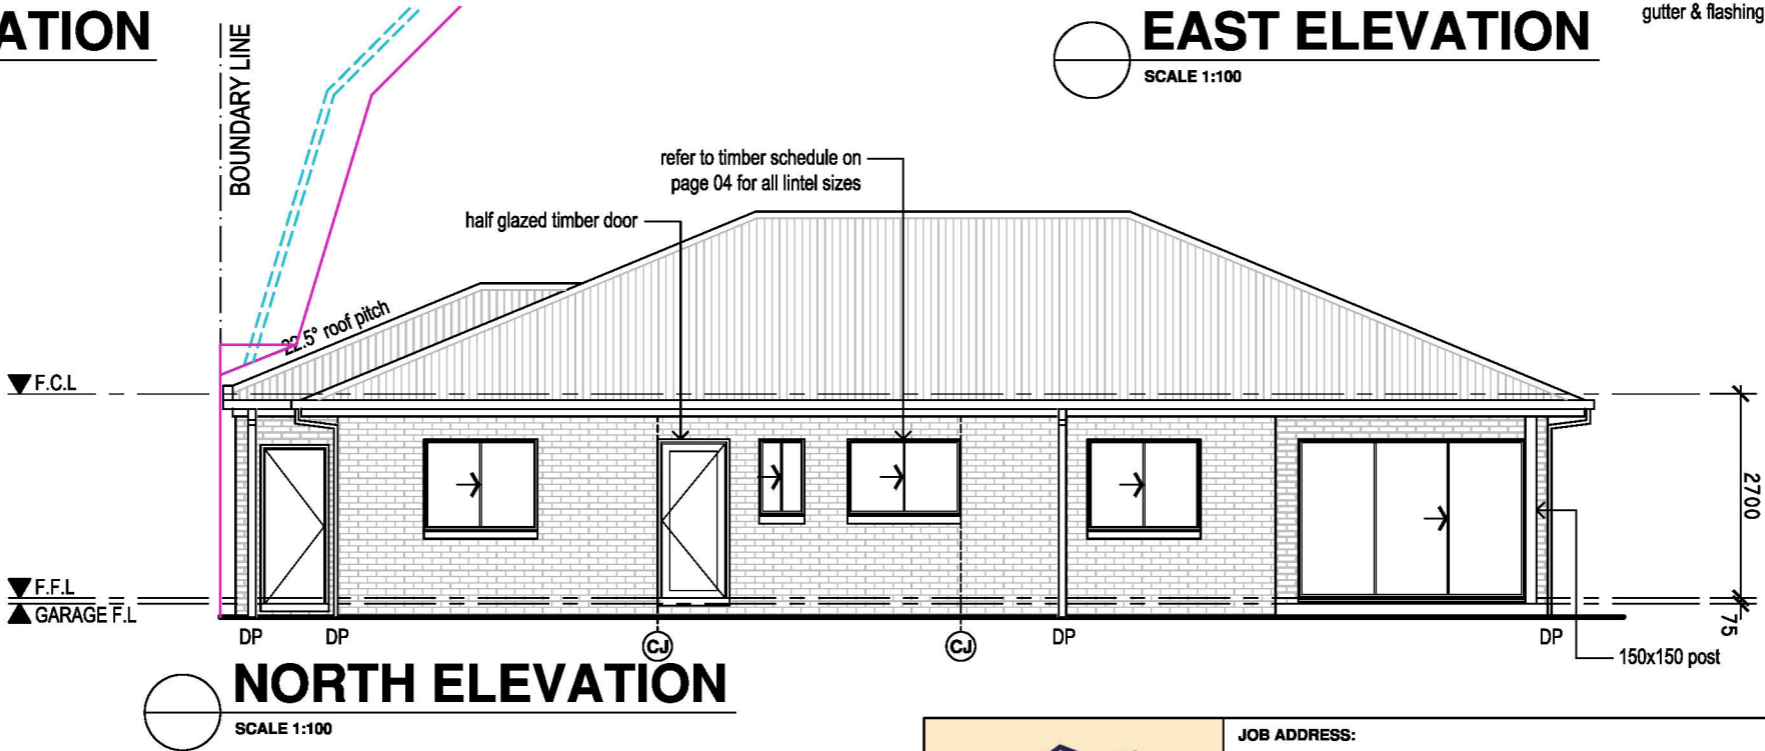 ATION
BOUNDARY LINE
EAST ELEVATION
SCALE 1:100
gutter & flashing
refer to timber schedule on
page 04 for all lintel sizes
half glazed timber door
22.5° roof pitch
F.C.L
2700
F.F.L
GARAGE F.L
75
DP
DP
CJ
CJ
DP
DP
150x150 post
NORTH ELEVATION
SCALE 1:100
JOB ADDRESS: